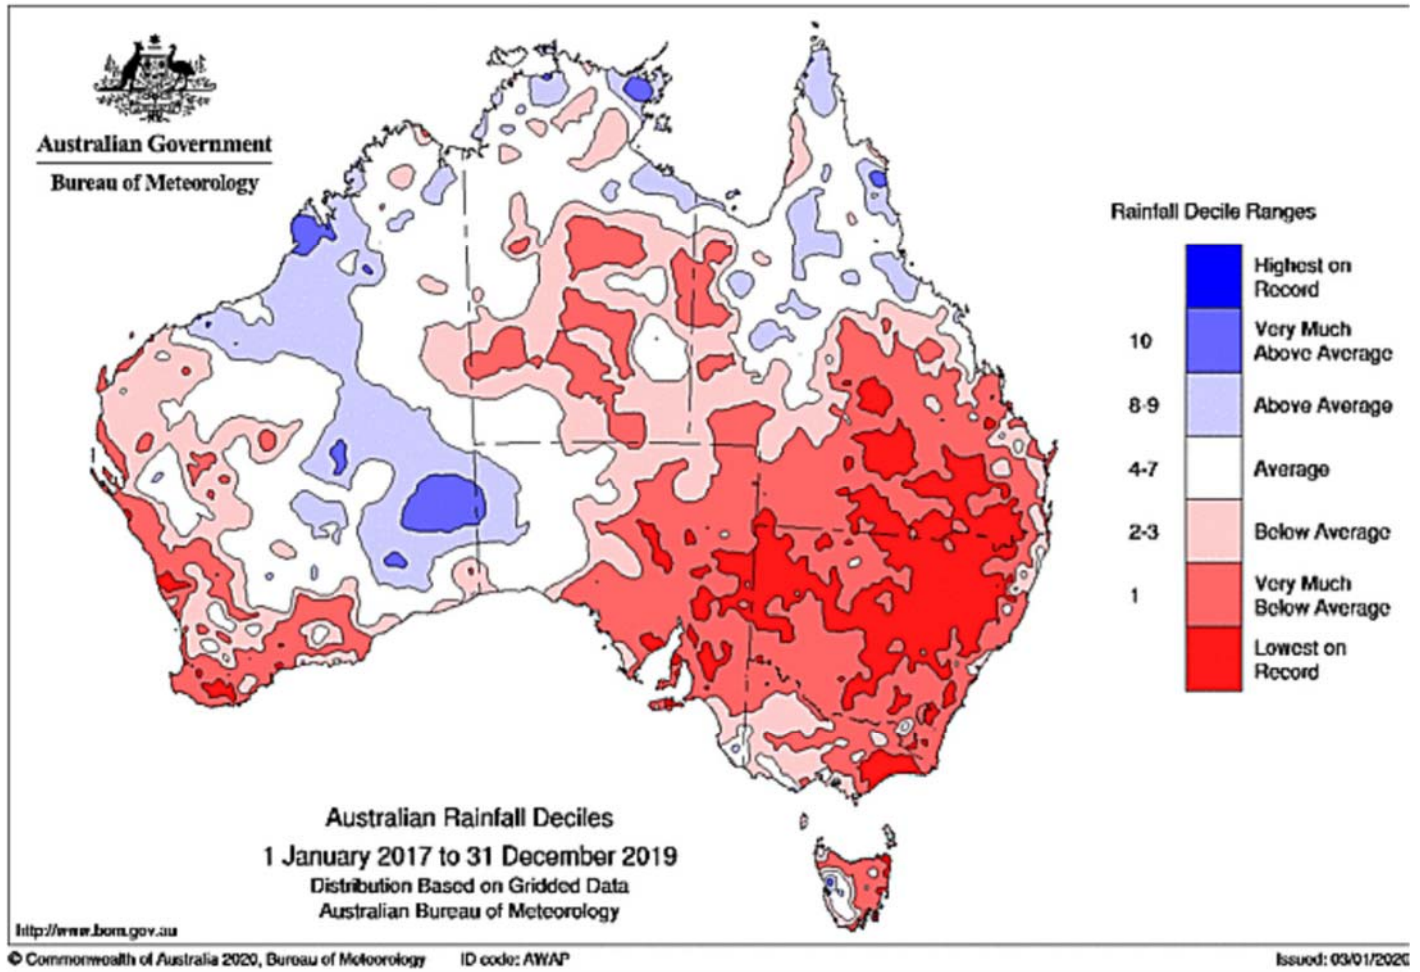 Australian Government
Bureau of Meteorology
Rainfall Decile Ranges
Highest on
Record
10
Very Much
Above Average
8-9
Above Average
4-7
Average
2-3
Below Average
1
Very Much
Below Average
Lowest on
Record
Australian Rainfall Deciles
1 January 2017 to 31 December 2019
Distribution Based on Gridded Data
Australian Bureau of Meteorology
http://www.bom.gov.au
© Commonwealth of Australia 2020, Bureau of Meteorology ID code: AWAP Issued: 03/01/2020